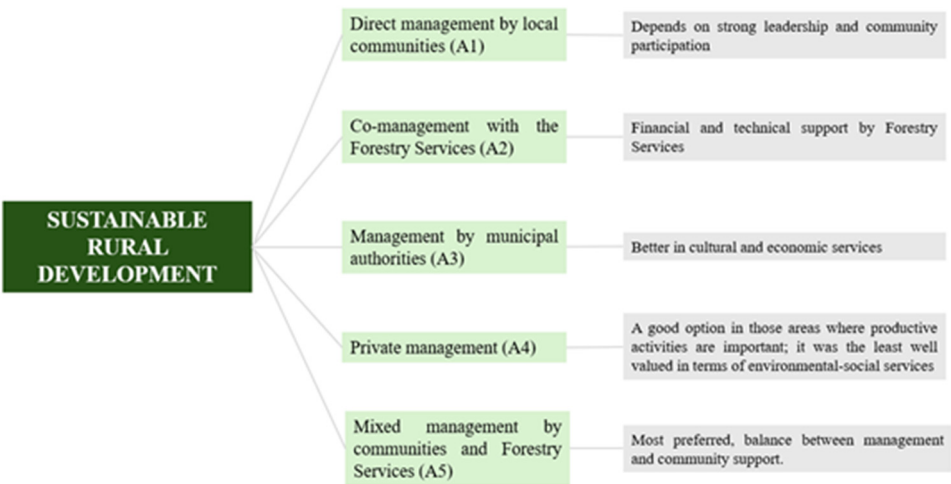 SUSTAINABLE
RURAL
DEVELOPMENT
Direct management by local
communities (A1)
Depends on strong leadership and community
participation
Co-management with the
Forestry Services (A2)
Financial and technical support by Forestry
Services
Management by municipal
authorities (A3)
Better in cultural and economic services
Private management (A4)
A good option in those areas where productive
activities are important; it was the least well
valued in terms of environmental-social services
Mixed management by
communities and Forestry
Services (A5)
Most preferred, balance between management
and community support.